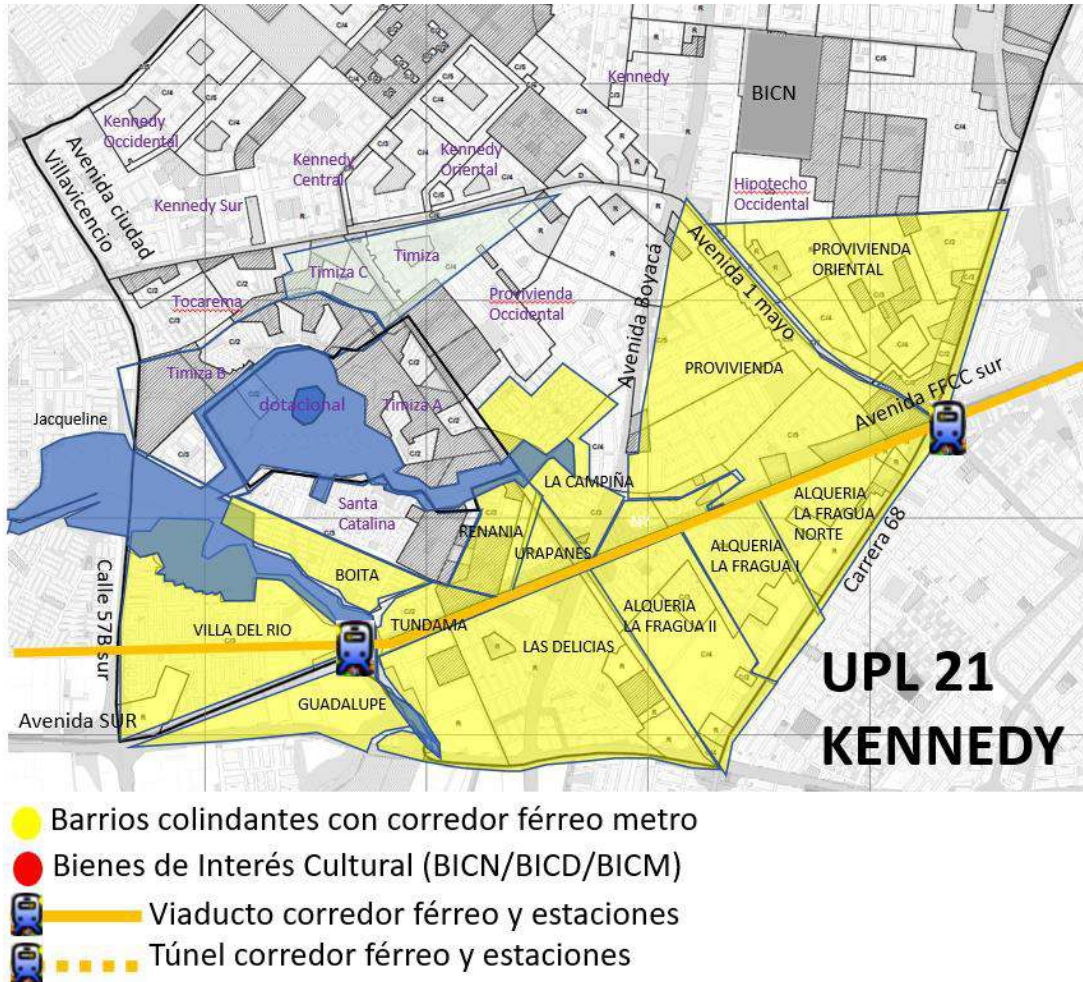 BICN
Kennedy
Kennedy
Occidental
Avenida ciudad
Villavicencio
Kennedy
Central
Kennedy
Oriental
Kennedy Sur
Hipotecho
Occidental
Timiza C
Timiza
Tocarema
Provivienda
Occidental
Avenida Boyacá
Avenida 1 mayo
PROVIVIENDA
ORIENTAL
PROVIVIENDA
Timiza B
dotacional
Timiza A
Jacqueline
Avenida FFCC sur
LA CAMPIÑA
Santa
Catalina
RENANIA
URAPANES
ALQUERIA
LA FRAGUA
NORTE
ALQUERIA
LA FRAGUA I
Carrera 68
BOITA
Calle 57B sur
VILLA DEL RIO
TUNDAMA
LAS DELICIAS
ALQUERIA
LA FRAGUA II
GUADALUPE
Avenida SUR
UPL 21
KENNEDY
Barrios colindantes con corredor férreo metro
Bienes de Interés Cultural (BICN/BICD/BICM)
Viaducto corredor férreo y estaciones
Túnel corredor férreo y estaciones